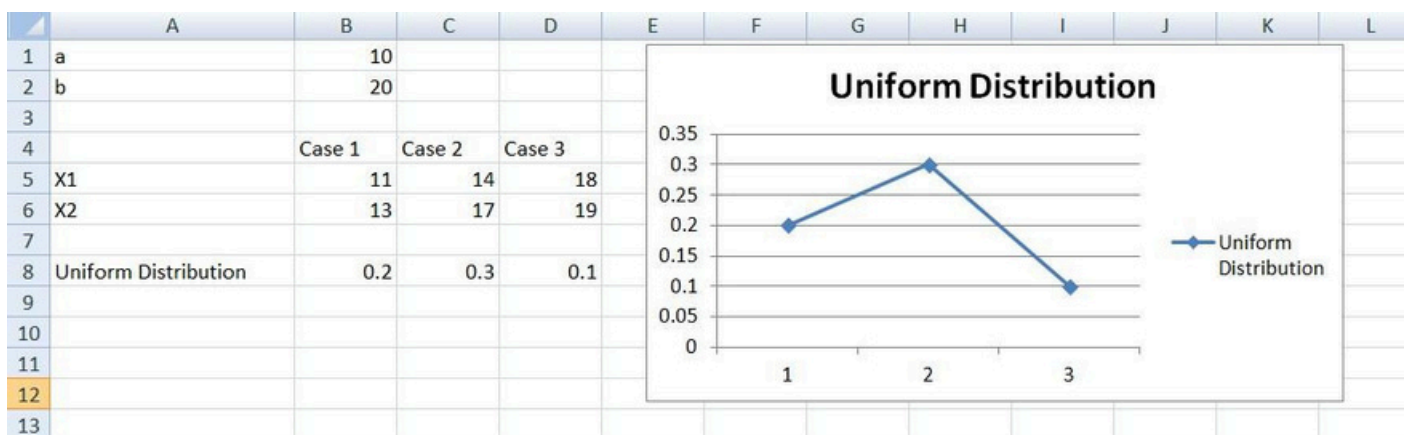 A B C D E F G H I J K L
1 a 10
2 b 20
3
4 Case 1 Case 2 Case 3
5 X1 11 14 18
6 X2 13 17 19
7
8 Uniform Distribution 0.2 0.3 0.1
9
10
11
12
13
Uniform Distribution
0.35
0.3
0.25
0.2
0.15
0.1
0.05
0
1 2 3
Uniform
Distribution